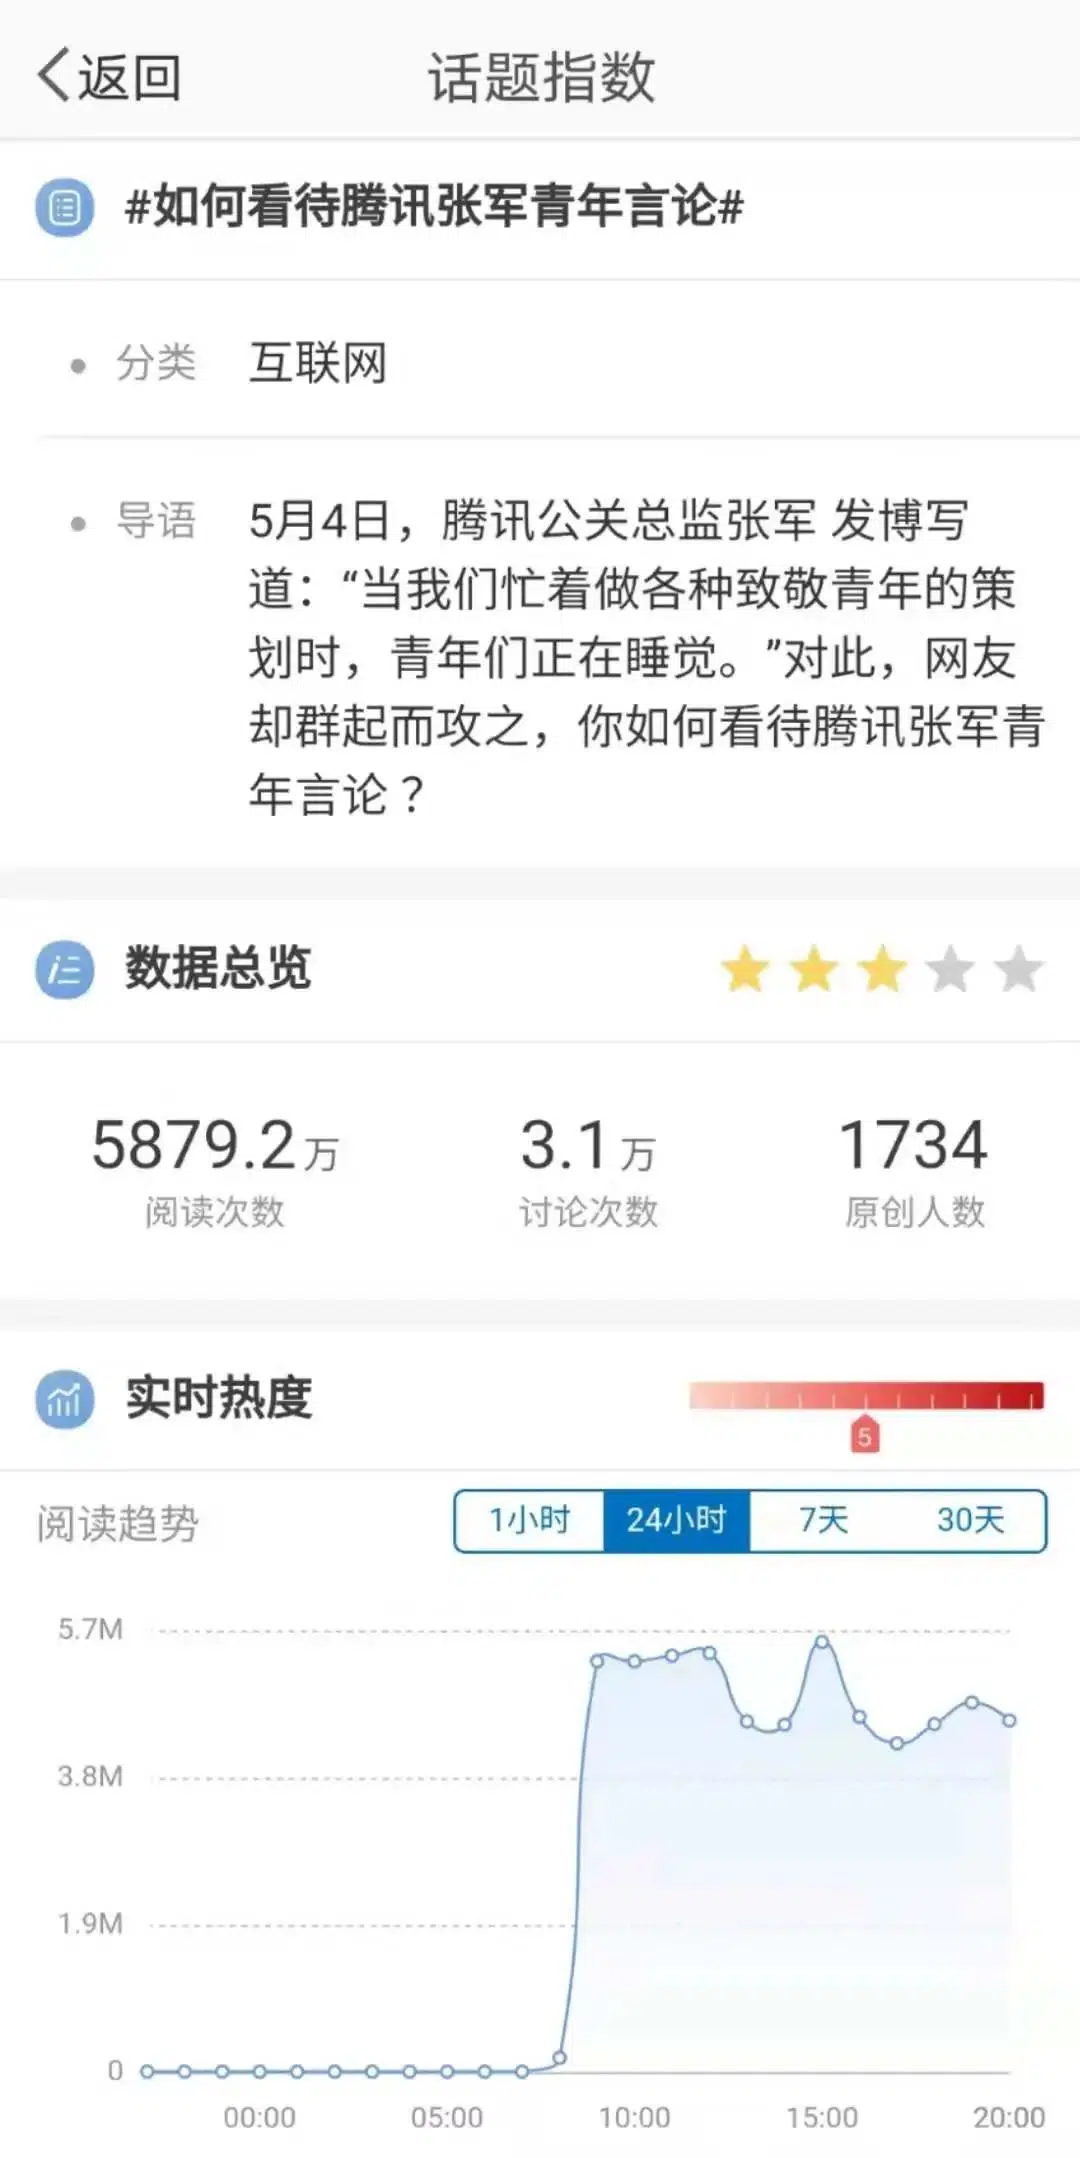 返回
话题指数
#如何看待腾讯张军青年言论#
分类 互联网
导语 5月4日，腾讯公关总监张军 发博写
道：“当我们忙着做各种致敬青年的策
划时，青年们正在睡觉。”对此，网友
却群起而攻之，你如何看待腾讯张军青
年言论？
数据总览
5879.2万 3.1万 1734
阅读次数 讨论次数 原创人数
实时热度
5
阅读趋势 1小时 24小时 7天 30天
5.7M
3.8M
1.9M
0
00:00 05:00 10:00 15:00 20:00